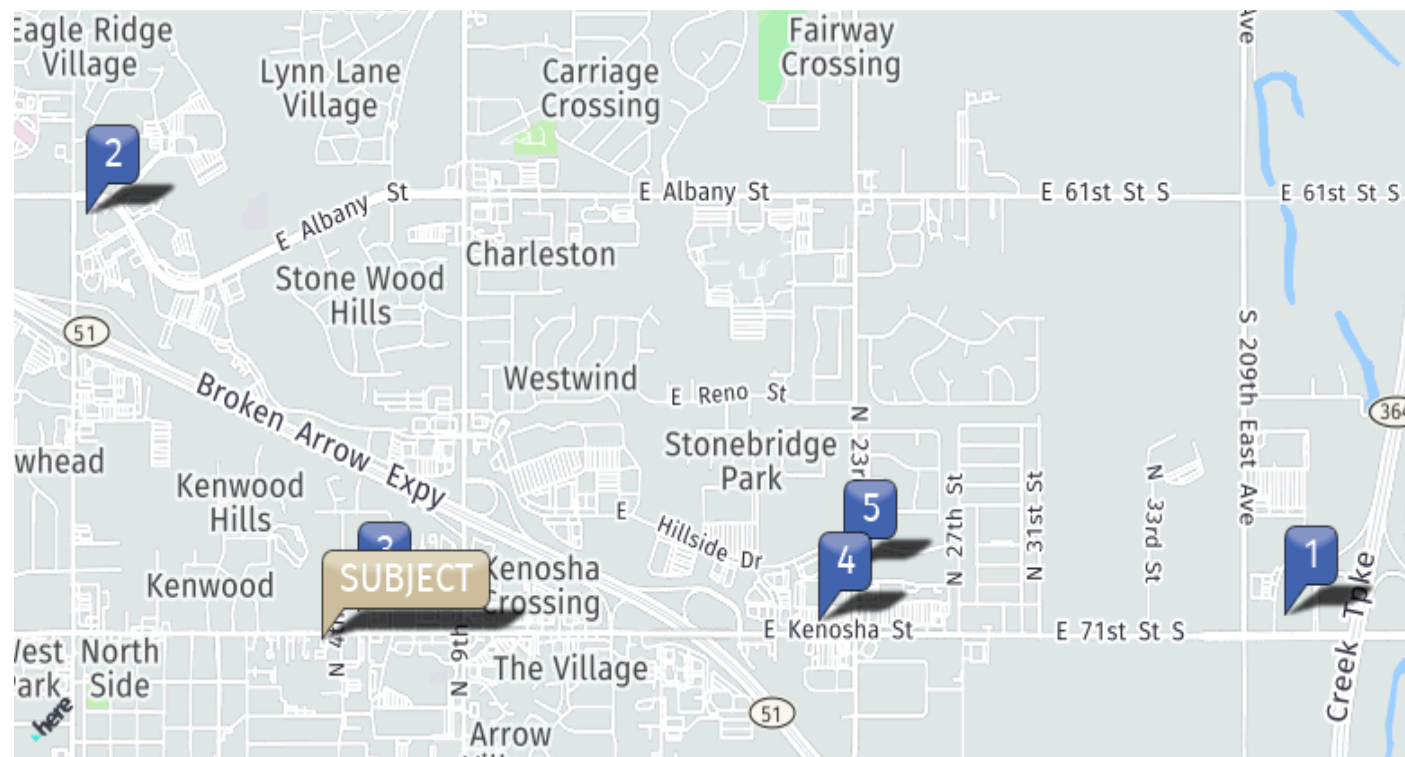 Eagle Ridge
Village
Lynn Lane
Village
Carriage
Crossing
Fairway
Crossing
Ave
2
E Albany St
E Albany St
E 61st St S
E 61st St S
Charleston
Stone Wood
Hills
51
Broken Arrow Expy
Westwind
E Reno St
S 209th East Ave
364
Stonebridge
Park
N 23r
whead
Kenwood
Hills
E Hillside Dr
N 27th St
N 31st St
N 33rd St
5
4
1
3
SUBJECT
Kenwood
Kenosha
Crossing
E Kenosha St
E 71st St S
Creek Tpke
N 4th
N 9th
West
Park
North
Side
The Village
51
Arrow
here